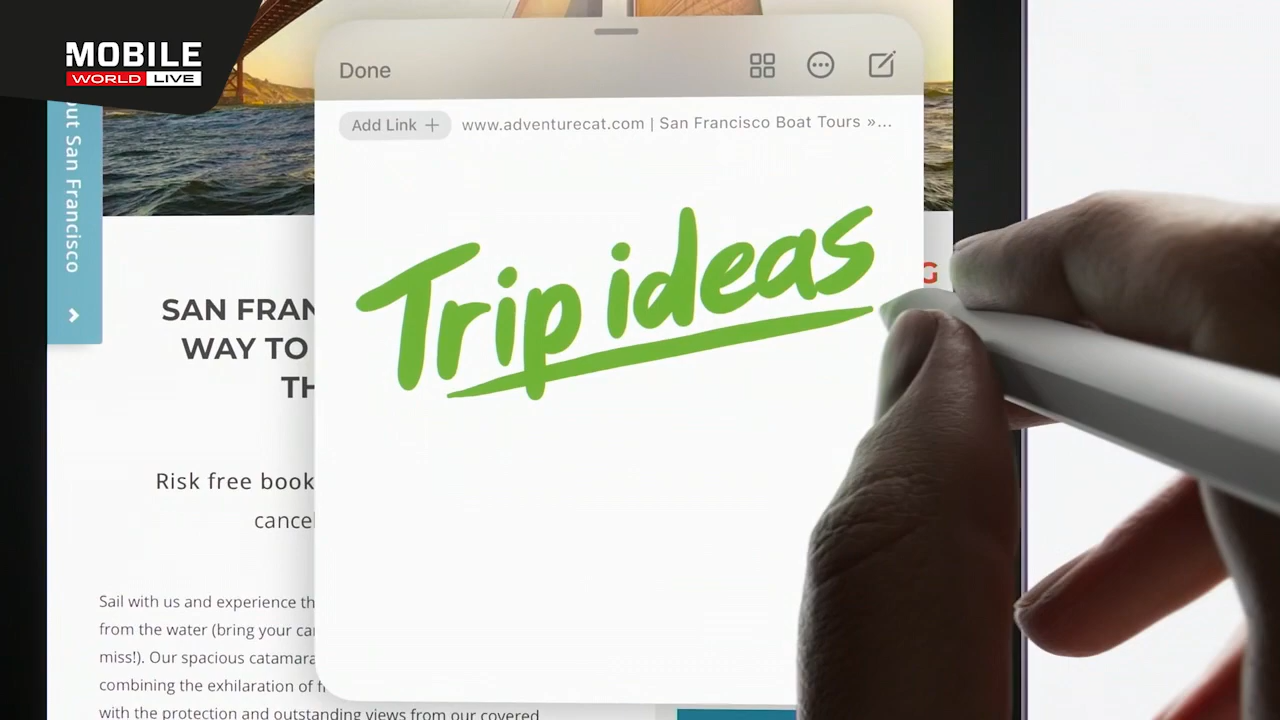 MOBILE
WORLD LIVE
Done
Add Link + www.adventurecat.com | San Francisco Boat Tours »...
Trip ideas
San Francisco
SAN FRAN
WAY TO
TH
G
Risk free book
cancel
Sail with us and experience th
from the water (bring your ca
miss!). Our spacious catamara
combining the exhilaration of
with the protection and outstanding views from our covered